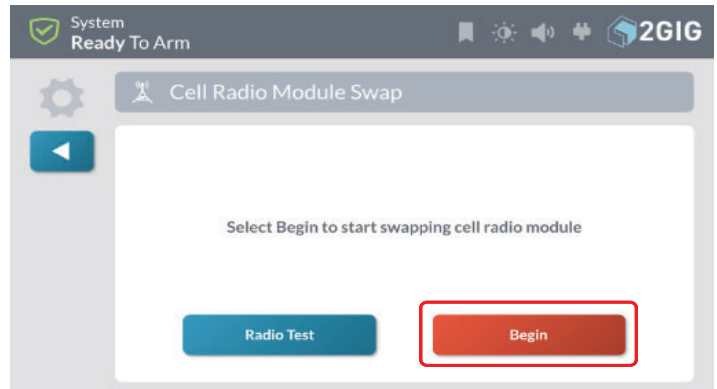 System
Ready To Arm
2GIG
Cell Radio Module Swap
Select Begin to start swapping cell radio module
Radio Test
Begin